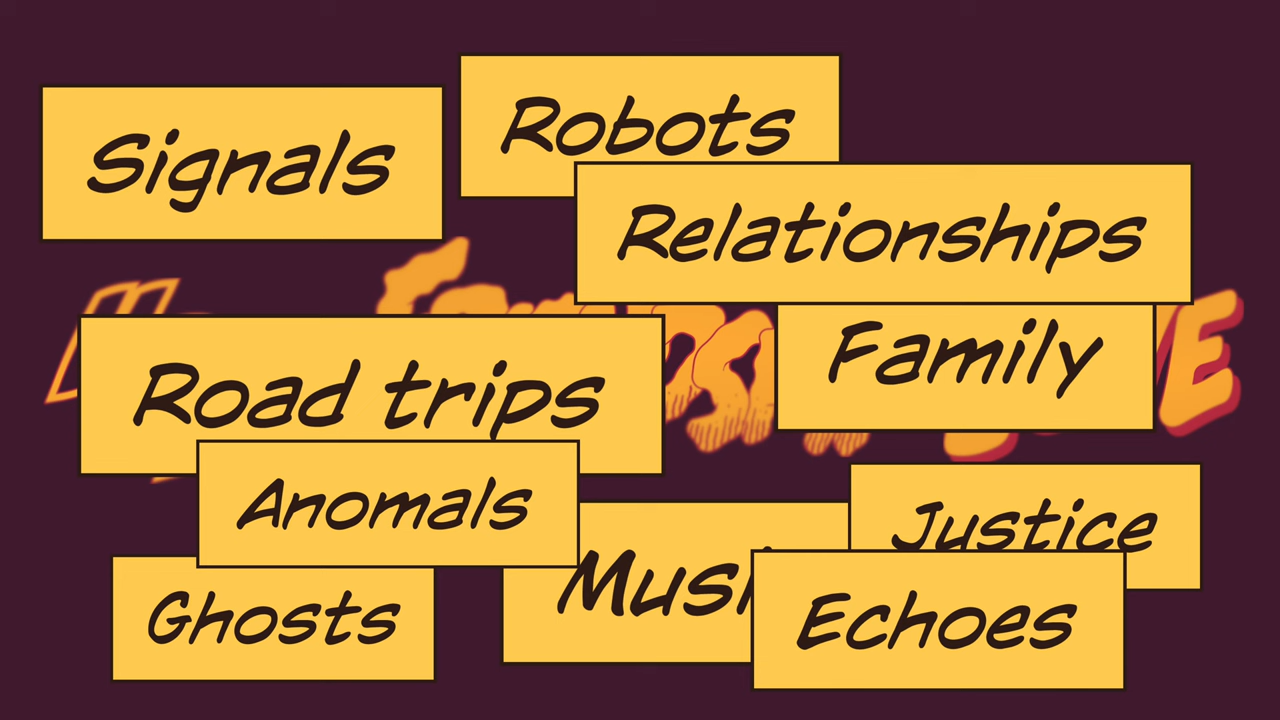 Signals
Robots
Relationships
Family
Road trips
Anomals
Justice
Ghosts
Echoes